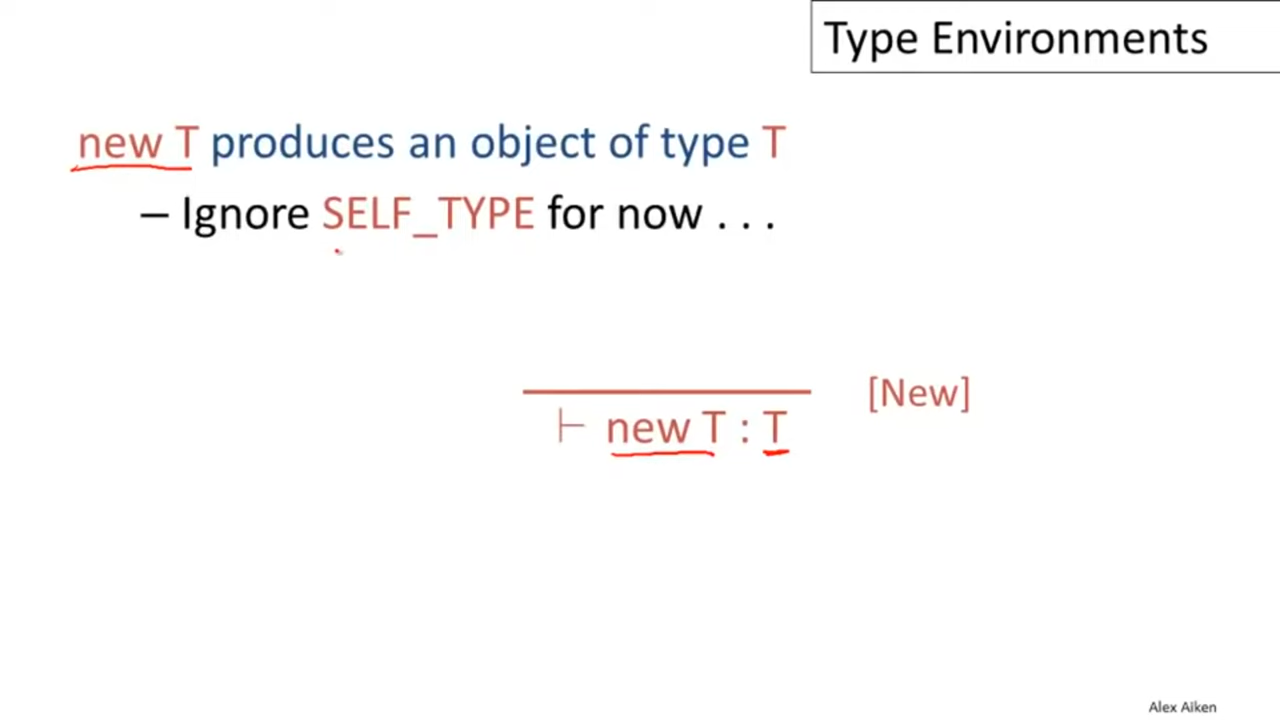 Type Environments
new T produces an object of type T
– Ignore SELF_TYPE for now . . .
[New]
⊢ new T : T
Alex Aiken